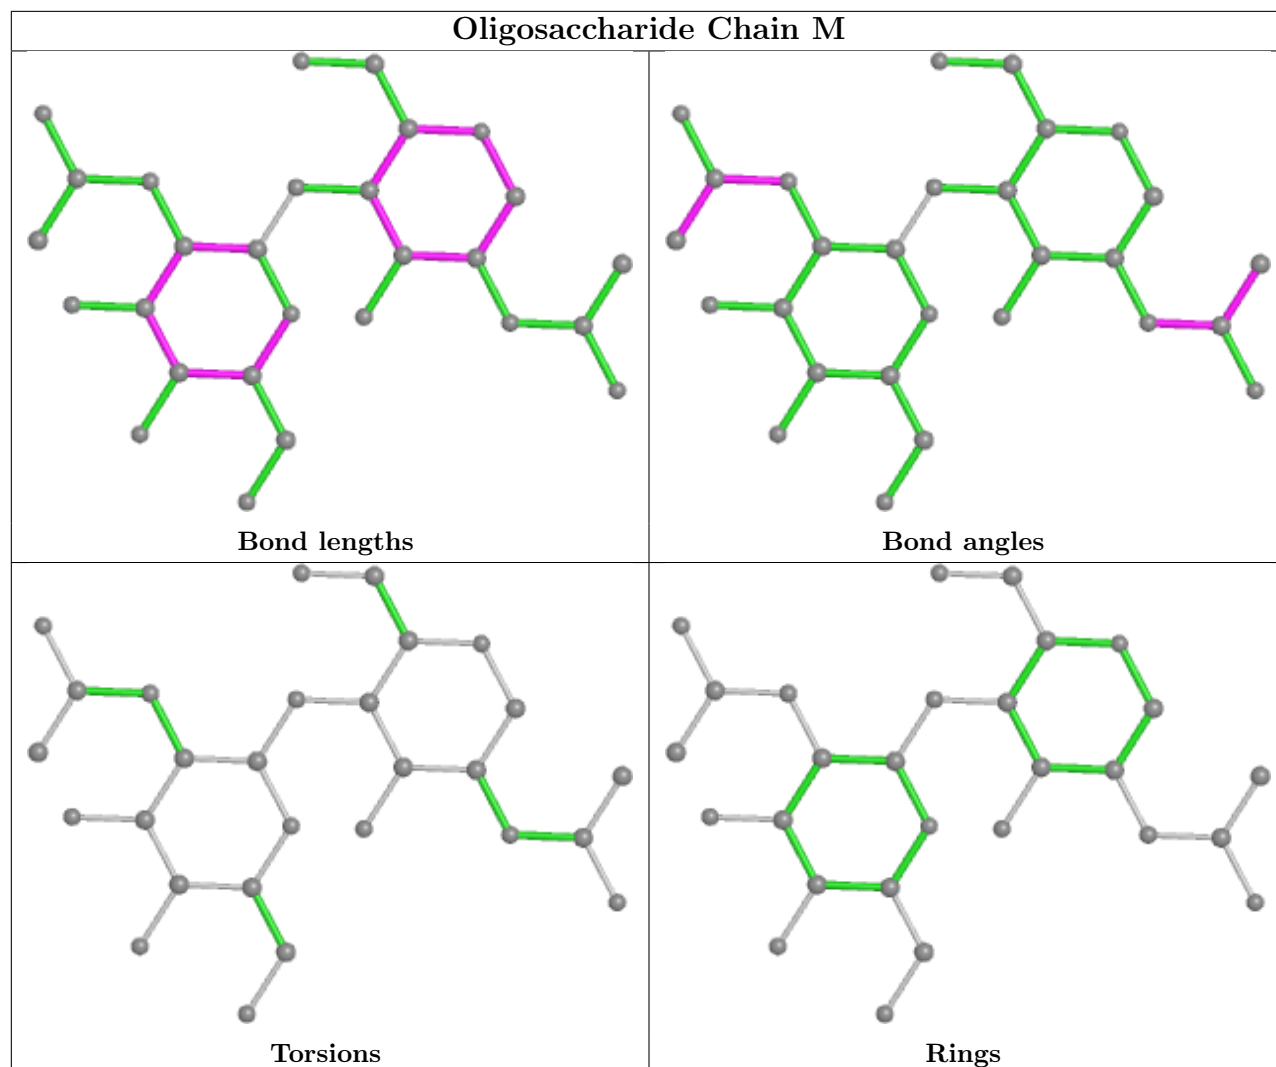 Oligosaccharide Chain M
Bond lengths
Bond angles
Torsions
Rings